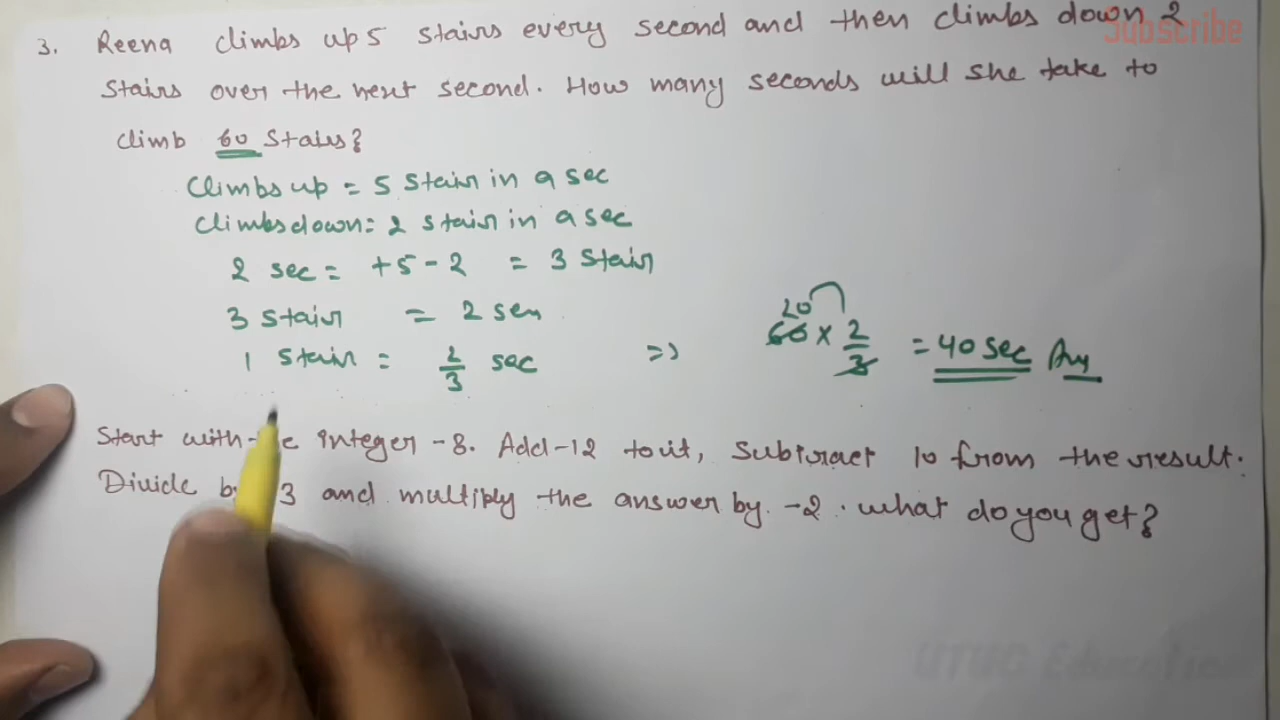 3. Reena climbs up 5 stairs every second and then climbs down 2
Subscribe
stairs over the next second. How many seconds will she take to
climb 60 stairs?
Climbs up = 5 stair in a sec
Climbs down = 2 stair in a sec
2 sec = +5 - 2 = 3 stair
3 stair = 2 sen
1 stair = 2/3 sec => 60 20 × 2/3 = 40 sec Ans
Start with integer -8. Add -12 to it, subtract 10 from the result.
Divide 3 and multiply the answer by -2. what do you get?
UTUG Education